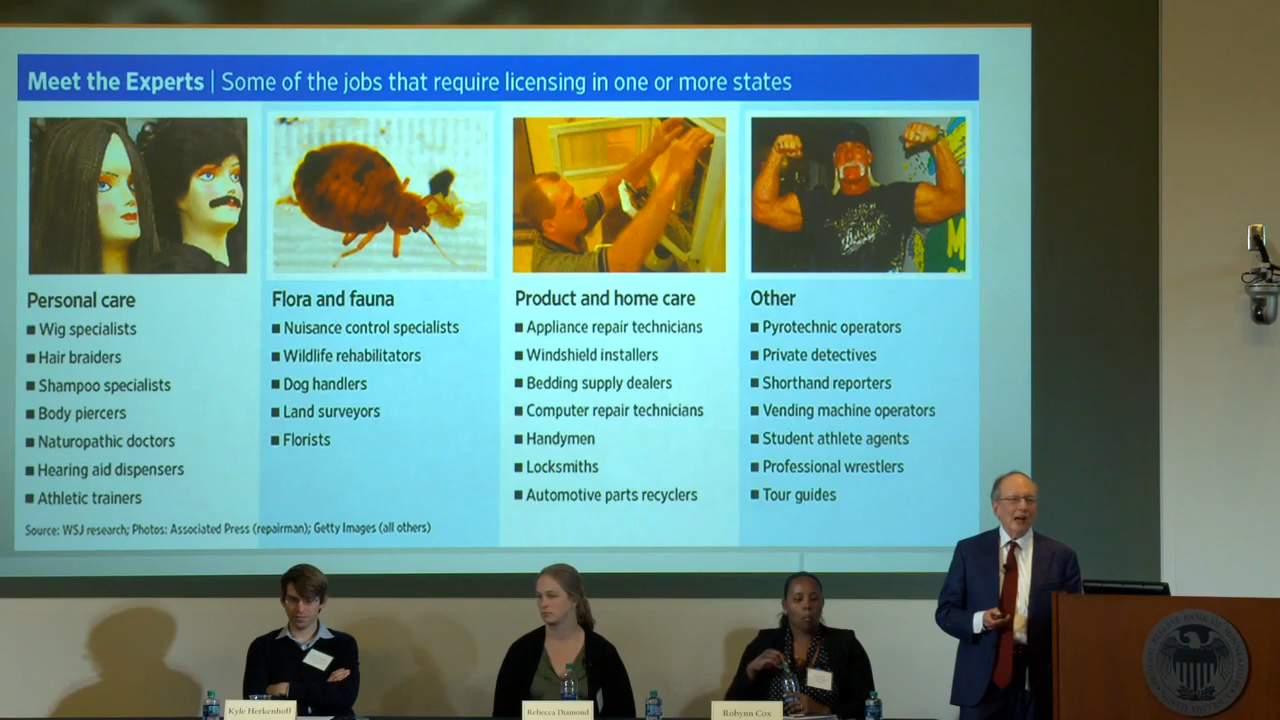 Meet the Experts | Some of the jobs that require licensing in one or more states
Personal care
■ Wig specialists
■ Hair braiders
■ Shampoo specialists
■ Body piercers
■ Naturopathic doctors
■ Hearing aid dispensers
■ Athletic trainers
Flora and fauna
■ Nuisance control specialists
■ Wildlife rehabilitators
■ Dog handlers
■ Land surveyors
■ Florists
Product and home care
■ Appliance repair technicians
■ Windshield installers
■ Bedding supply dealers
■ Computer repair technicians
■ Handymen
■ Locksmiths
■ Automotive parts recyclers
Other
■ Pyrotechnic operators
■ Private detectives
■ Shorthand reporters
■ Vending machine operators
■ Student athlete agents
■ Professional wrestlers
■ Tour guides
Source: WSJ research; Photos: Associated Press (repairman); Getty Images (all others)
Kyle Herkenhoff
Rebecca Diamond
Robynn Cox